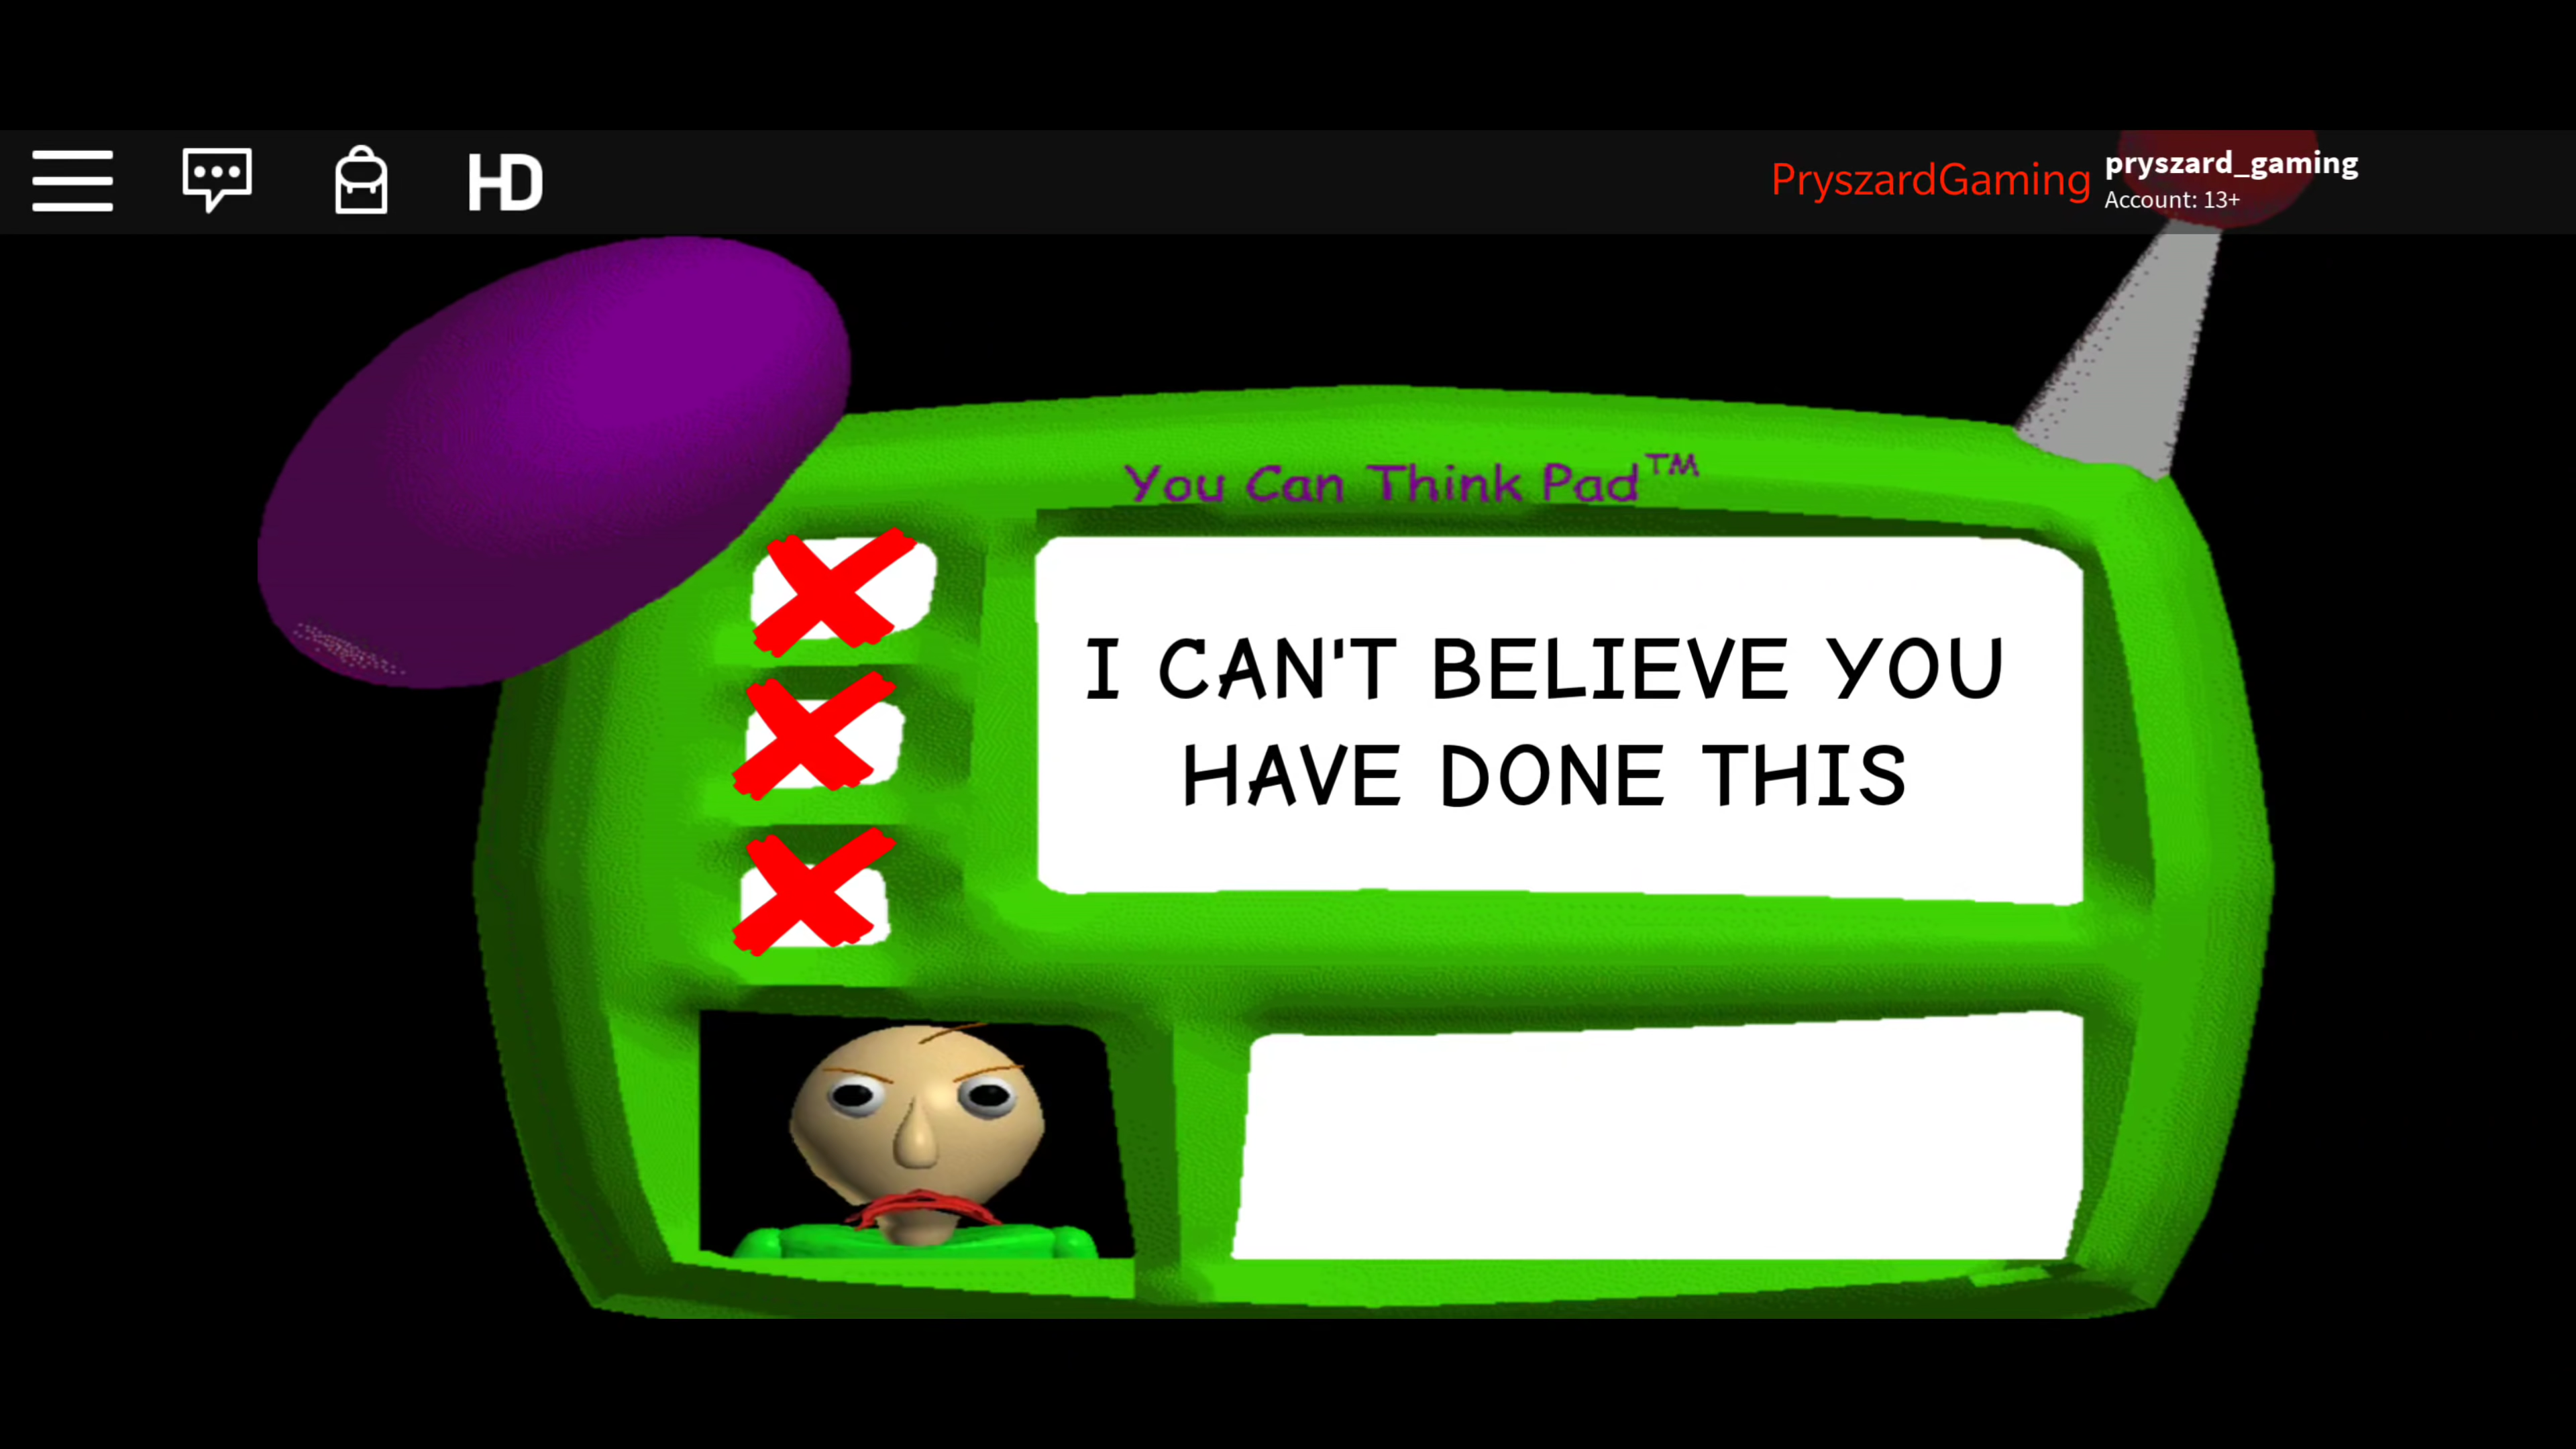 HD
PryszardGaming
pryszard_gaming
Account: 13+
You Can Think Pad™
I CAN'T BELIEVE YOU
HAVE DONE THIS